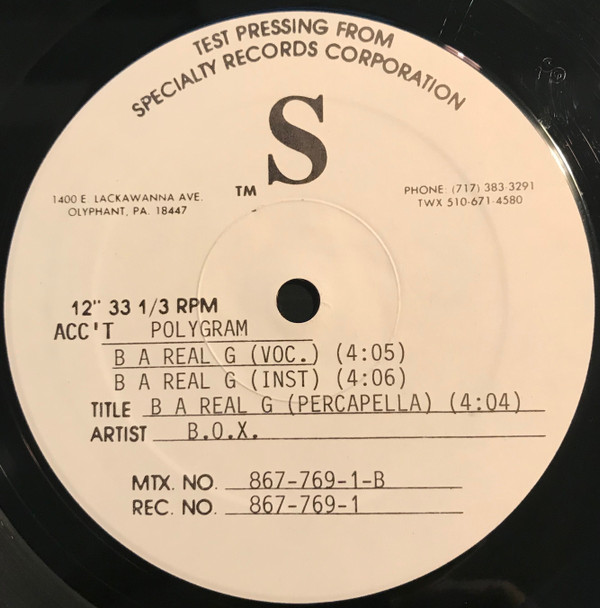 TEST PRESSING FROM
SPECIALTY RECORDS CORPORATION
S
TM
1400 E. LACKAWANNA AVE.
OLYPHANT, PA. 18447
PHONE (717) 383 3291
TWX 510-671-4580
12" 33 1/3 RPM
ACC'T POLYGRAM
B A REAL G (VOC.) (4:05)
B A REAL G (INST) (4:06)
TITLE B A REAL G (PERCAPELLA) (4:04)
ARTIST B.O.X.
MTX. NO. 867-769-1-B
REC. NO. 867-769-1